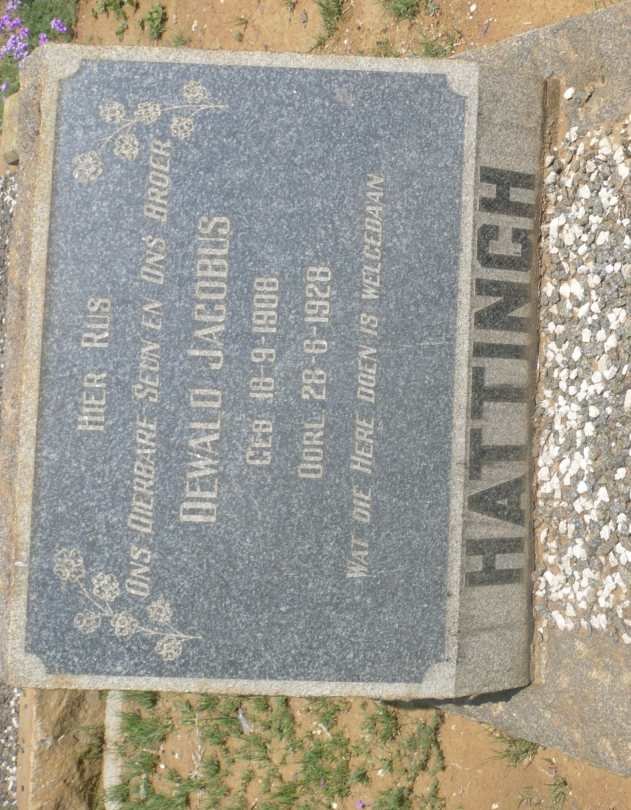 HIER RUS
ONS DIERBARE SEUN EN ONS BROER
DEWALD JACOBUS
GEB. 18-9-1908
OORL. 28-6-1928
WAT DIE HERE DOEN IS WELGEDAAN
HATTINGH